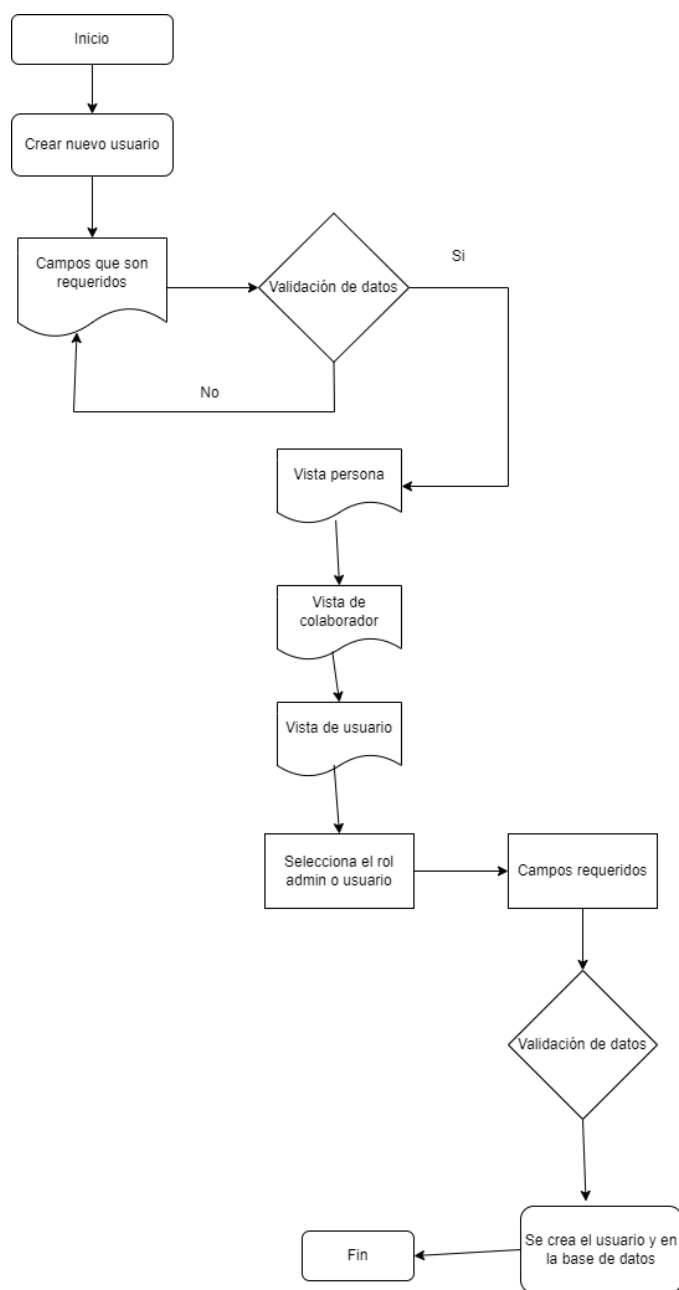 Inicio
Crear nuevo usuario
Campos que son
requeridos
Validación de datos
Si
No
Vista persona
Vista de
colaborador
Vista de usuario
Selecciona el rol
admin o usuario
Campos requeridos
Validación de datos
Se crea el usuario y en
la base de datos
Fin